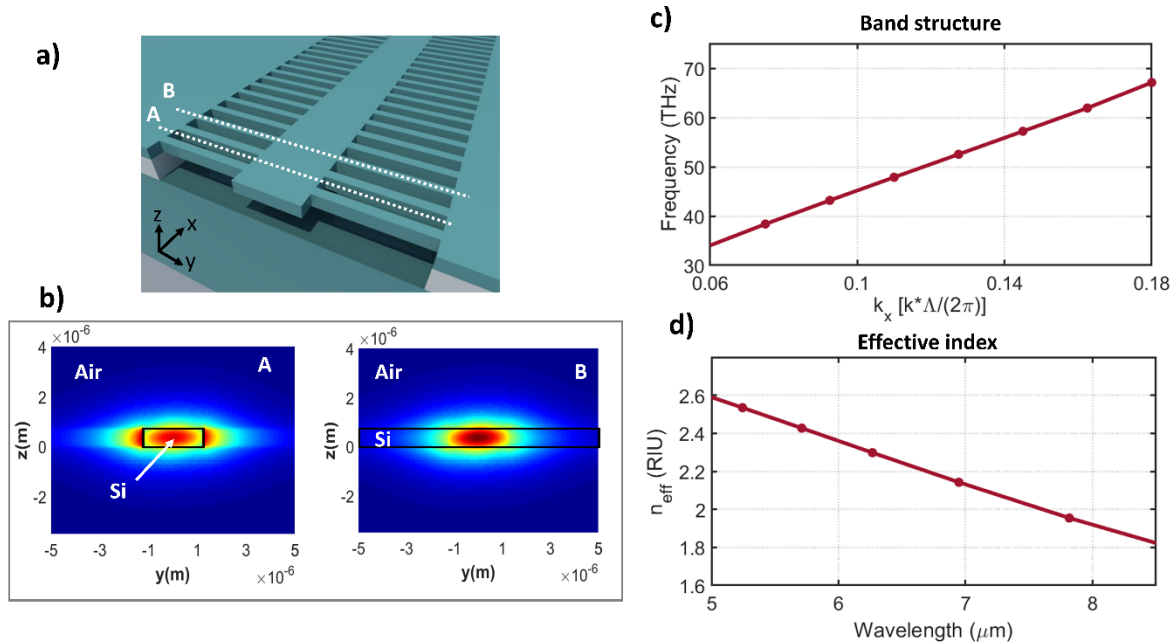 a)
B
A
z
x
y
b)
×10⁻⁶
4
2
0
-2
z(m)
Air
A
Si
-5
-3
-1
1
3
5
y(m)
×10⁻⁶
×10⁻⁶
4
2
0
-2
z(m)
Air
B
Si
-5
-3
-1
1
3
5
y(m)
×10⁻⁶
c)
Band structure
Frequency (THz)
70
60
50
40
30
0.06
0.1
0.14
0.18
kₓ [k*Λ/(2π)]
d)
Effective index
n_eff (RIU)
2.6
2.4
2.2
2
1.8
1.6
5
6
7
8
Wavelength (μm)